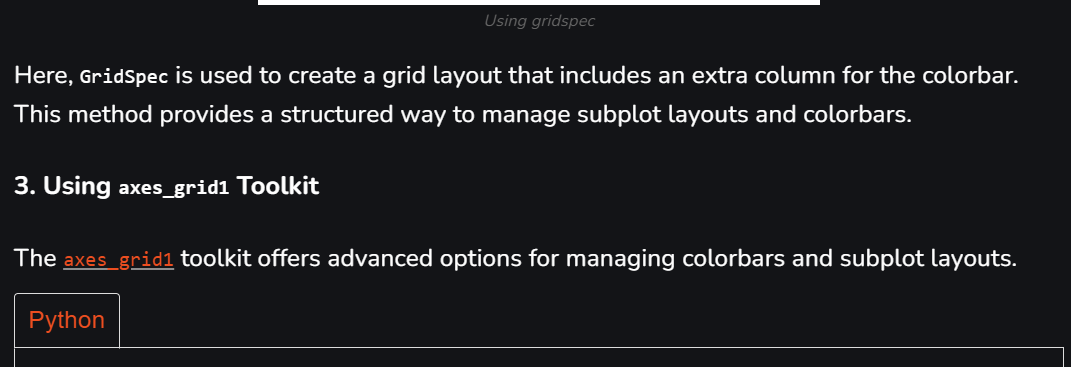 Using gridspec
Here, GridSpec is used to create a grid layout that includes an extra column for the colorbar.
This method provides a structured way to manage subplot layouts and colorbars.
3. Using axes_grid1 Toolkit
The axes_grid1 toolkit offers advanced options for managing colorbars and subplot layouts.
Python